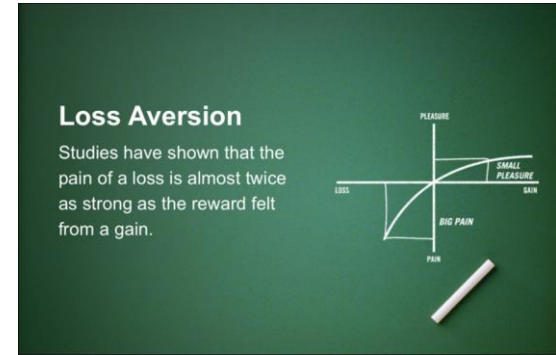 Loss Aversion
Studies have shown that the
pain of a loss is almost twice
as strong as the reward felt
from a gain.
PLEASURE
SMALL
PLEASURE
LOSS
GAIN
BIG PAIN
PAIN